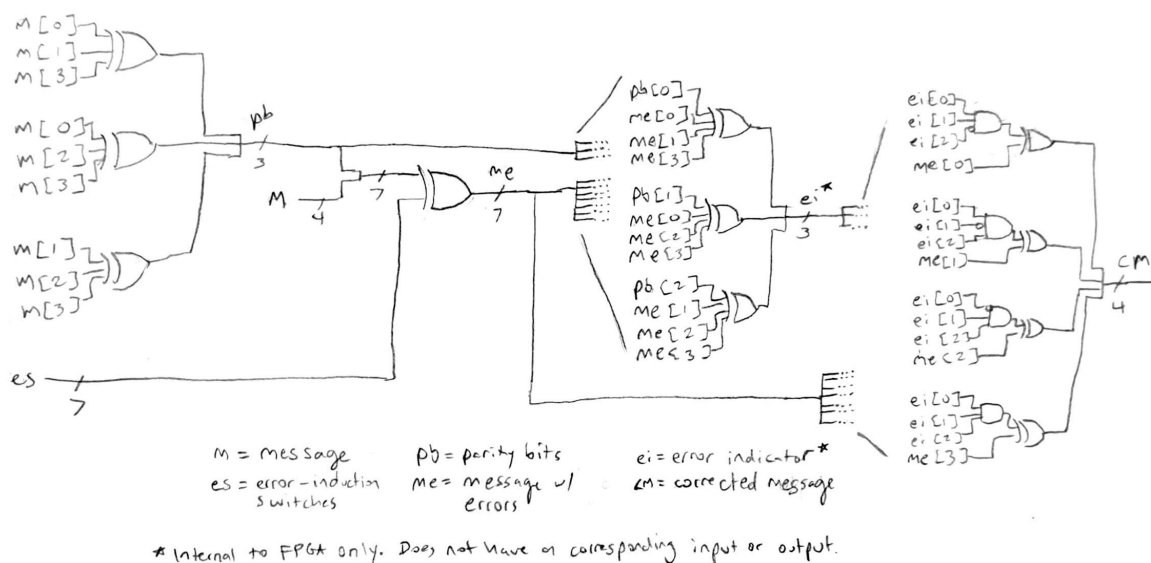 m[0]
m[1]
m[3]
m[0]
m[2]
m[3]
m[1]
m[2]
m[3]
pb
3
M
4
7
me
7
es
7
pb[0]
me[0]
me[1]
me[3]
pb[1]
me[0]
me[2]
me[3]
pb[2]
me[1]
me[2]
me[3]
ei*
3
ei[0]
ei[1]
ei[2]
me[0]
ei[0]
ei[1]
ei[2]
me[1]
ei[0]
ei[1]
ei[2]
me[2]
ei[0]
ei[1]
ei[2]
me[3]
cm
4
m = message
es = error-induction
switches
pb = parity bits
me = message w/
errors
ei = error indicator*
cm = corrected message
* Internal to FPGA only. Does not have a corresponding input or output.